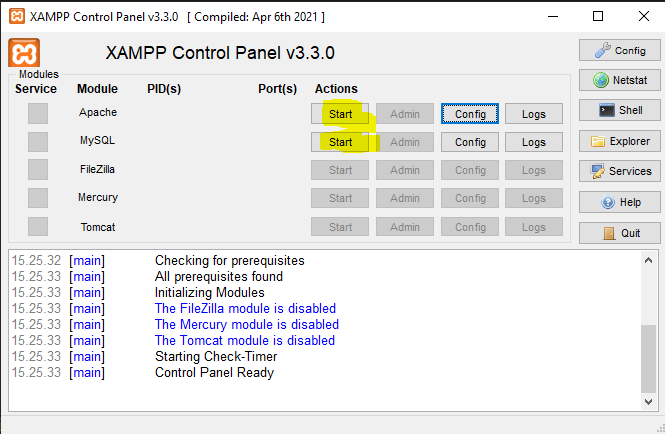 XAMPP Control Panel v3.3.0 [ Compiled: Apr 6th 2021 ]
XAMPP Control Panel v3.3.0
Config
Modules
Service Module PID(s) Port(s) Actions
Netstat
Apache Start Admin Config Logs
Shell
MySQL Start Admin Config Logs
Explorer
FileZilla Start Admin Config Logs
Services
Mercury Start Admin Config Logs
Help
Tomcat Start Admin Config Logs
Quit
15.25.32 [main] Checking for prerequisites
15.25.33 [main] All prerequisites found
15.25.33 [main] Initializing Modules
15.25.33 [main] The FileZilla module is disabled
15.25.33 [main] The Mercury module is disabled
15.25.33 [main] The Tomcat module is disabled
15.25.33 [main] Starting Check-Timer
15.25.33 [main] Control Panel Ready